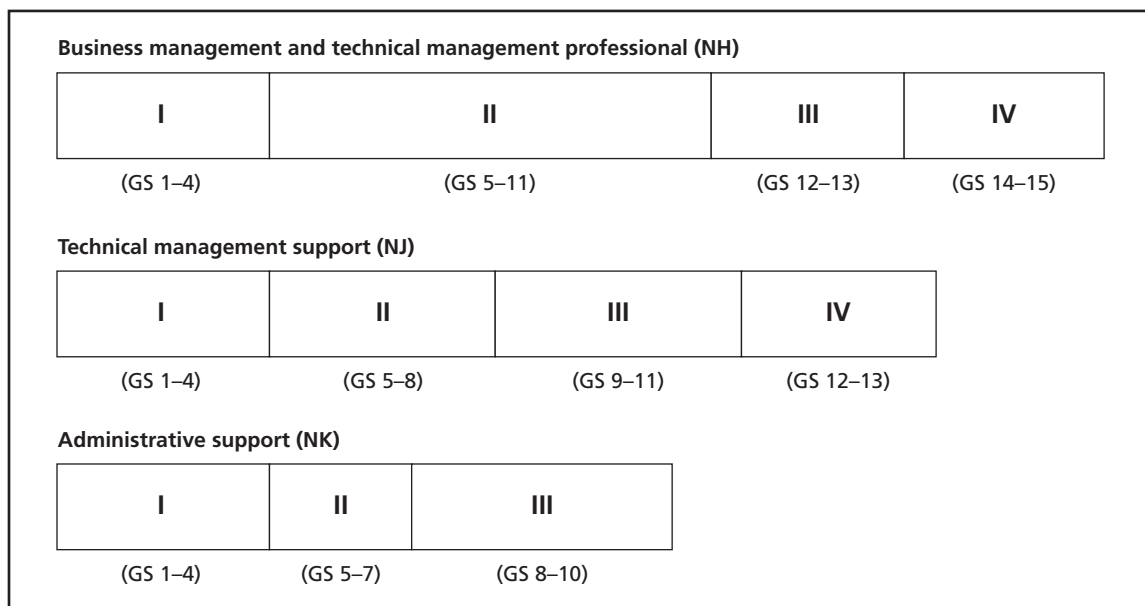 Business management and technical management professional (NH)
I II III IV
(GS 1–4) (GS 5–11) (GS 12–13) (GS 14–15)
Technical management support (NJ)
I II III IV
(GS 1–4) (GS 5–8) (GS 9–11) (GS 12–13)
Administrative support (NK)
I II III
(GS 1–4) (GS 5–7) (GS 8–10)